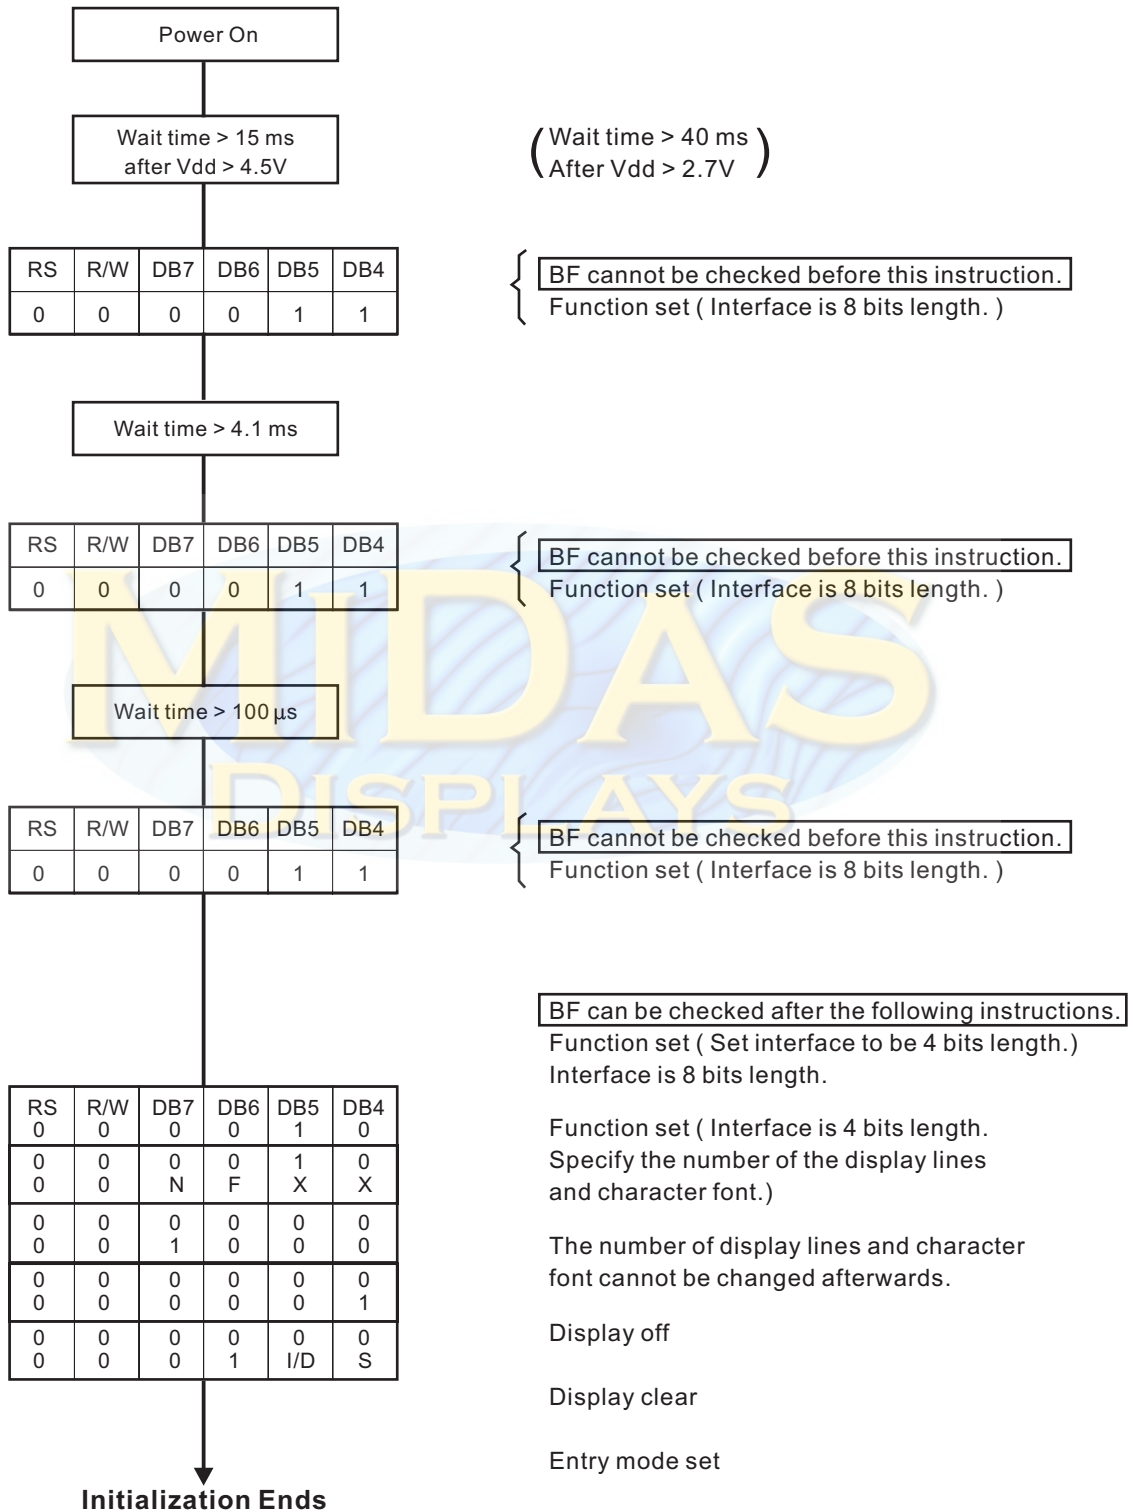 Power On
Wait time > 15 ms
after Vdd > 4.5V
(Wait time > 40 ms
After Vdd > 2.7V)
RS R/W DB7 DB6 DB5 DB4
0 0 0 0 1 1
BF cannot be checked before this instruction.
Function set ( Interface is 8 bits length. )
Wait time > 4.1 ms
RS R/W DB7 DB6 DB5 DB4
0 0 0 0 1 1
BF cannot be checked before this instruction.
Function set ( Interface is 8 bits length. )
MIDAS
DISPLAYS
Wait time > 100 µs
RS R/W DB7 DB6 DB5 DB4
0 0 0 0 1 1
BF cannot be checked before this instruction.
Function set ( Interface is 8 bits length. )
BF can be checked after the following instructions.
Function set ( Set interface to be 4 bits length.)
Interface is 8 bits length.
RS R/W DB7 DB6 DB5 DB4
0 0 0 0 1 0
0 0 0 0 1 0
0 0 N F X X
0 0 0 0 0 0
0 0 1 0 0 0
0 0 0 0 0 0
0 0 0 0 0 1
0 0 0 0 0 0
0 0 0 1 I/D S
Function set ( Interface is 4 bits length.
Specify the number of the display lines
and character font.)
The number of display lines and character
font cannot be changed afterwards.
Display off
Display clear
Entry mode set
Initialization Ends